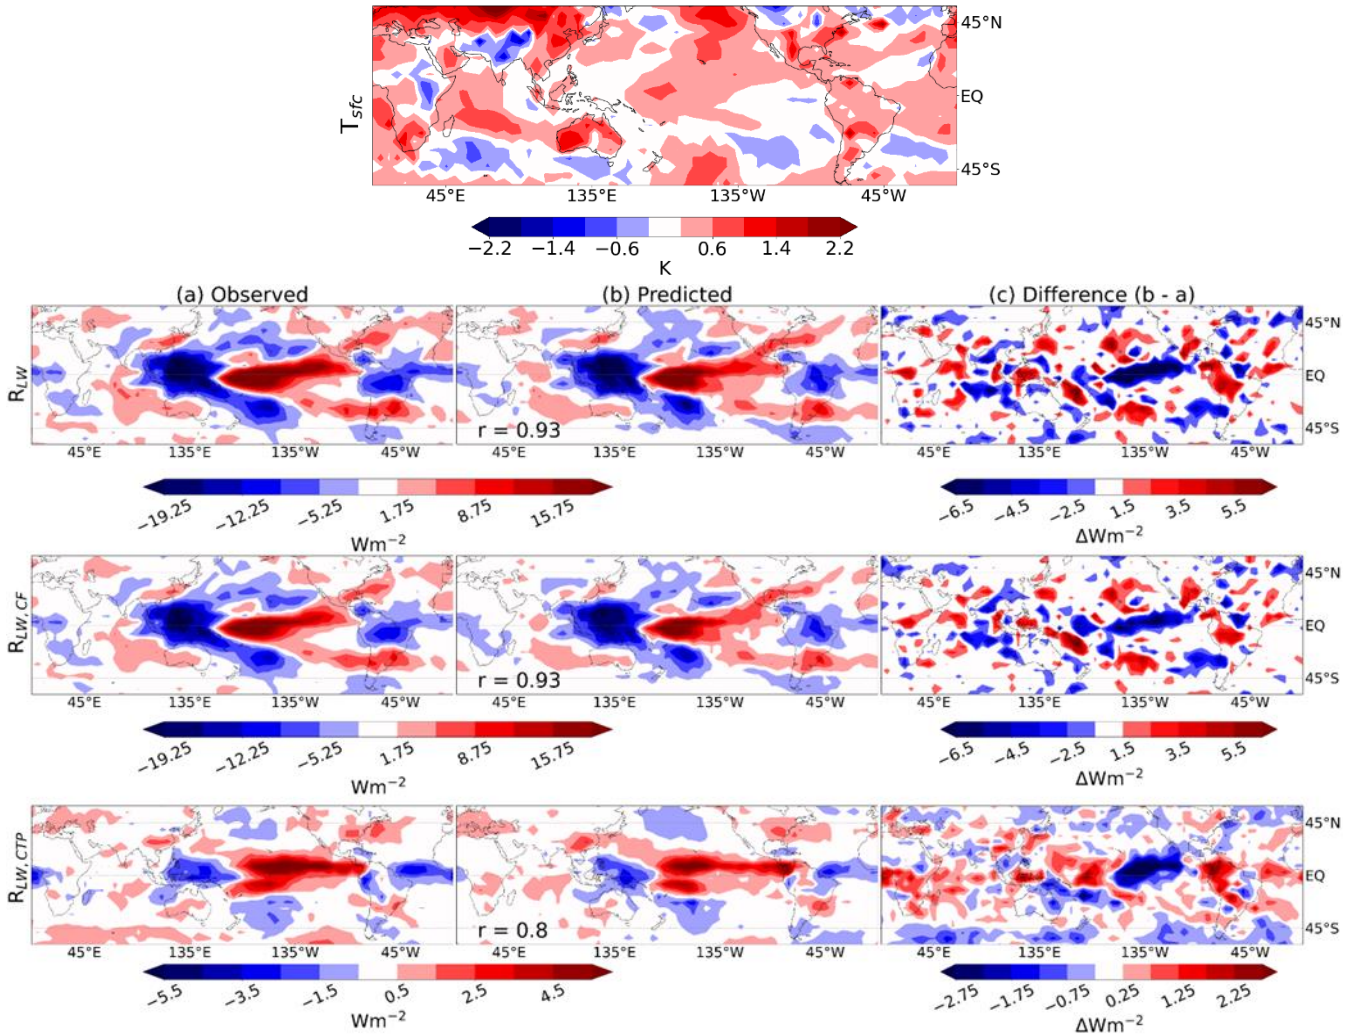 T_sfc
45°N
EQ
45°S
45°E 135°E 135°W 45°W
−2.2 −1.4 −0.6 0.6 1.4 2.2
K
(a) Observed (b) Predicted (c) Difference (b - a)
R_LW
r = 0.93
45°N
EQ
45°S
45°E 135°E 135°W 45°W 45°E 135°E 135°W 45°W 45°E 135°E 135°W 45°W
−19.25 −12.25 −5.25 1.75 8.75 15.75 −6.5 −4.5 −2.5 1.5 3.5 5.5
Wm⁻² ΔWm⁻²
R_LW,CF
r = 0.93
45°N
EQ
45°S
45°E 135°E 135°W 45°W 45°E 135°E 135°W 45°W 45°E 135°E 135°W 45°W
−19.25 −12.25 −5.25 1.75 8.75 15.75 −6.5 −4.5 −2.5 1.5 3.5 5.5
Wm⁻² ΔWm⁻²
R_LW,CTP
r = 0.8
45°N
EQ
45°S
45°E 135°E 135°W 45°W 45°E 135°E 135°W 45°W 45°E 135°E 135°W 45°W
−5.5 −3.5 −1.5 0.5 2.5 4.5 −2.75 −1.75 −0.75 0.25 1.25 2.25
Wm⁻² ΔWm⁻²